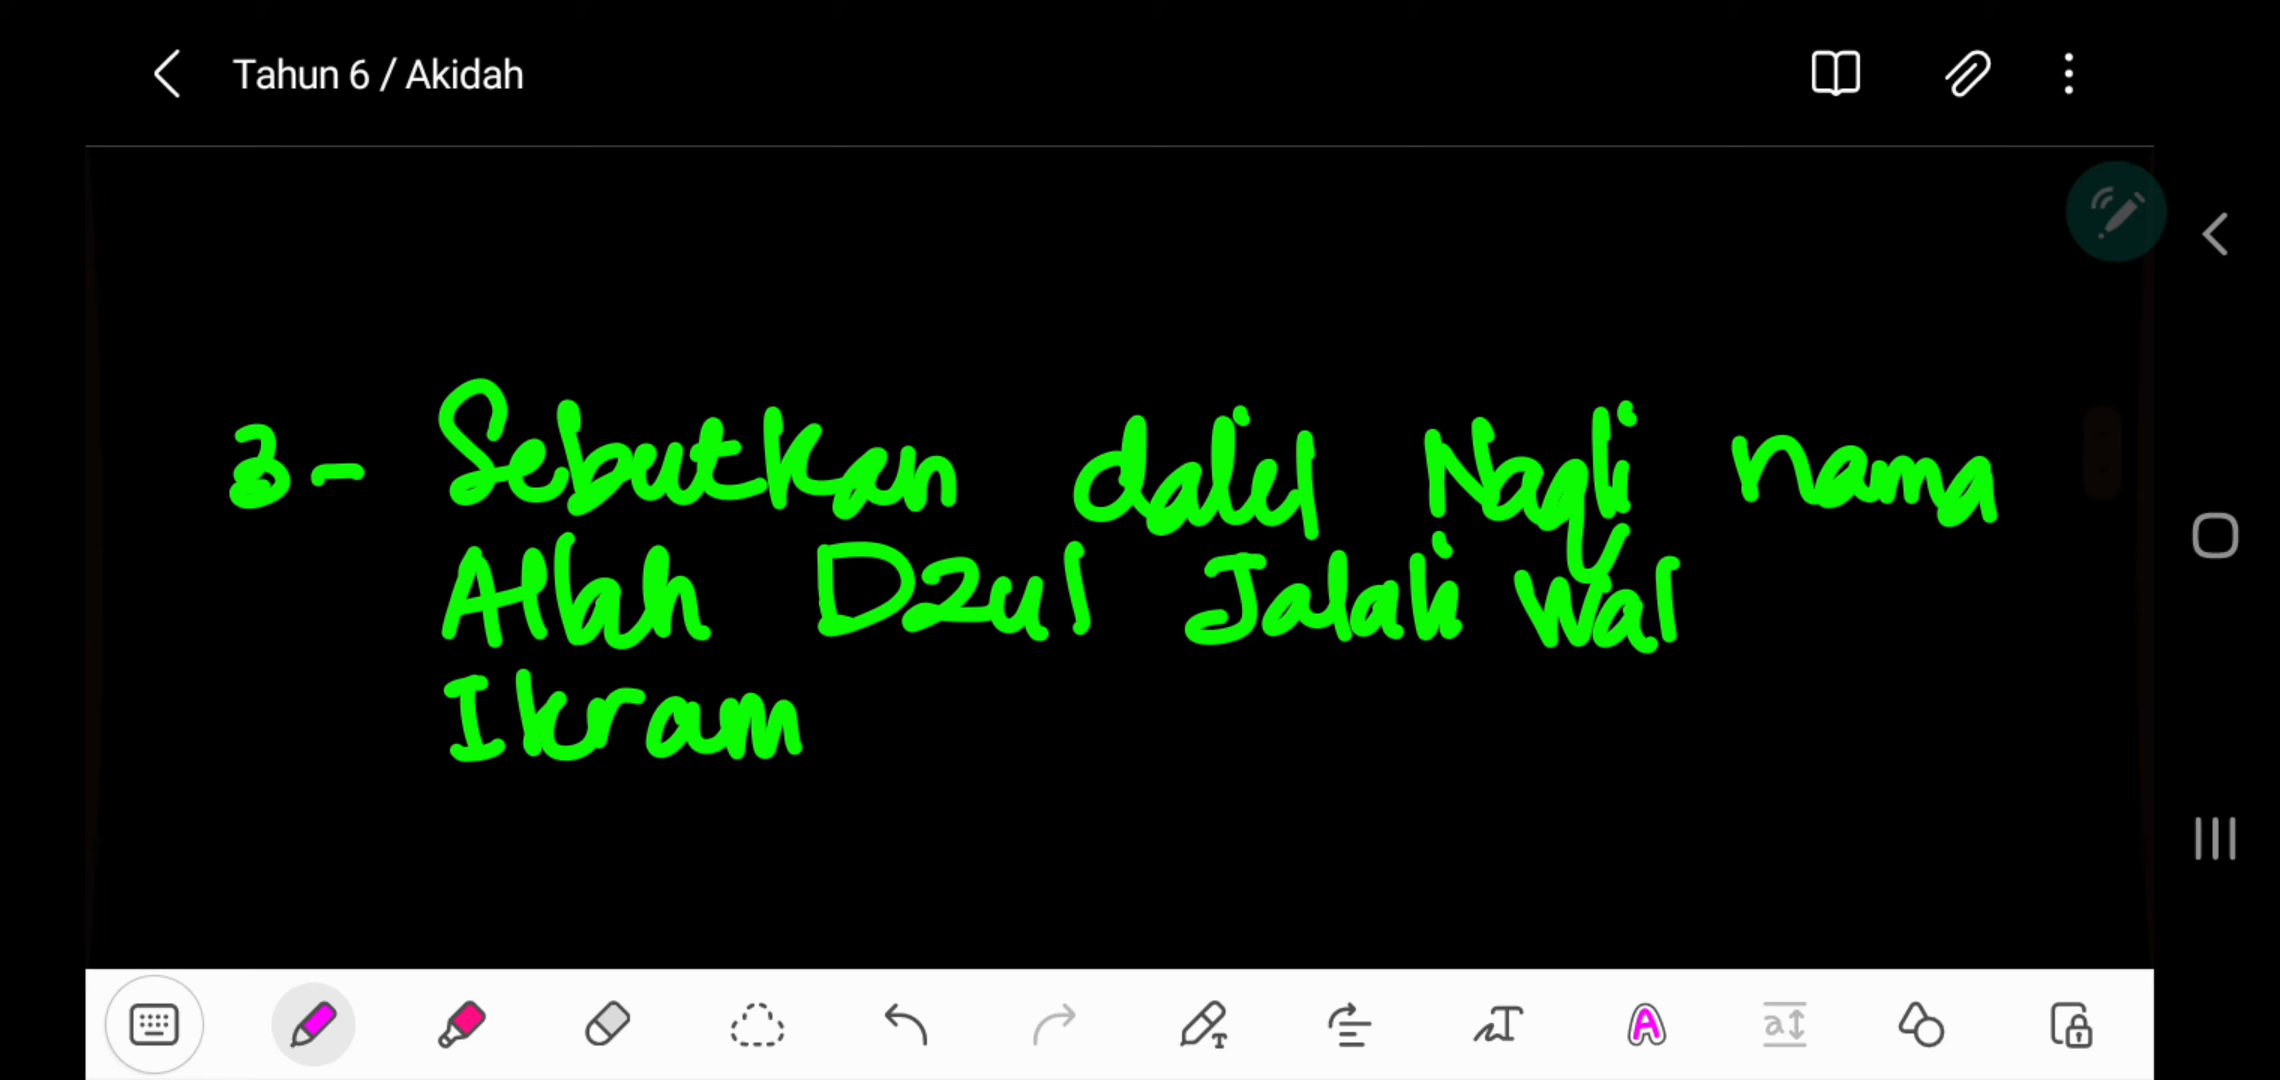 Tahun 6 / Akidah
3- Sebutkan dalil Naqli nama
Allah Dzul Jalali Wal
Ikram